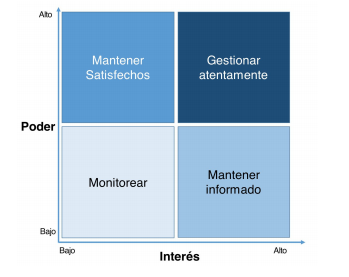 Alto
Mantener
Satisfechos
Gestionar
atentamente
Poder
Monitorear
Mantener
informado
Bajo
Bajo
Alto
Interés